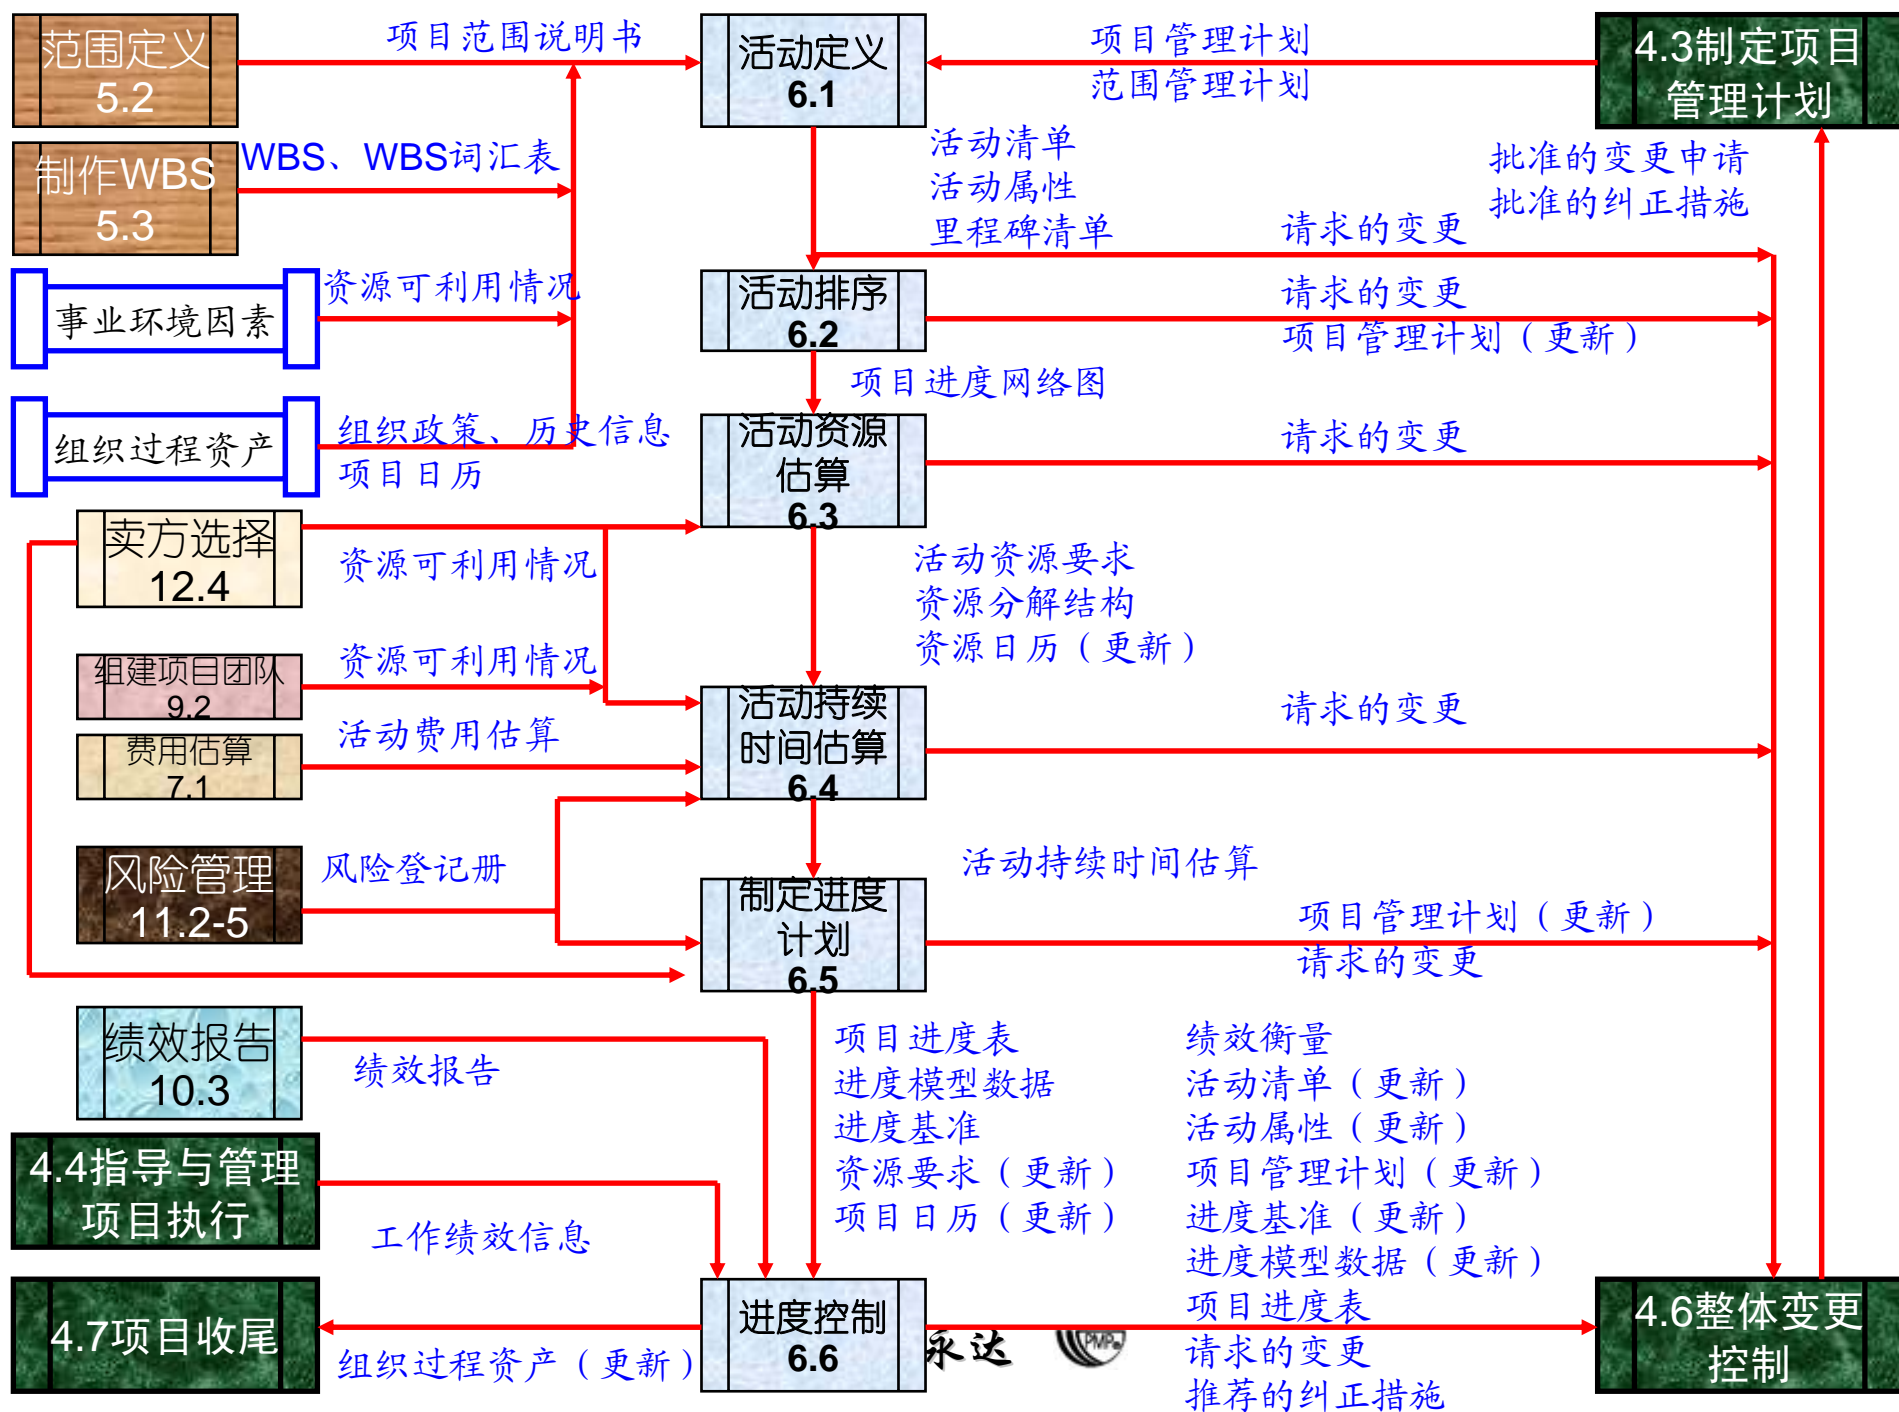 范围定义
5.2
项目范围说明书
活动定义
6.1
项目管理计划
范围管理计划
4.3制定项目
管理计划
制作WBS
5.3
WBS、WBS词汇表
活动清单
活动属性
里程碑清单
批准的变更申请
批准的纠正措施
请求的变更
事业环境因素
资源可利用情况
活动排序
6.2
请求的变更
项目管理计划（更新）
项目进度网络图
组织过程资产
组织政策、历史信息
项目日历
活动资源
估算
6.3
请求的变更
卖方选择
12.4
资源可利用情况
活动资源要求
资源分解结构
资源日历（更新）
组建项目团队
9.2
资源可利用情况
活动持续
时间估算
6.4
请求的变更
费用估算
7.1
活动费用估算
风险管理
11.2-5
风险登记册
活动持续时间估算
制定进度
计划
6.5
项目管理计划（更新）
请求的变更
绩效报告
10.3
绩效报告
项目进度表
进度模型数据
进度基准
资源要求（更新）
项目日历（更新）
绩效衡量
活动清单（更新）
活动属性（更新）
项目管理计划（更新）
进度基准（更新）
进度模型数据（更新）
项目进度表
请求的变更
推荐的纠正措施
4.4指导与管理
项目执行
工作绩效信息
4.7项目收尾
组织过程资产（更新）
进度控制
6.6
永达
PMP
4.6整体变更
控制